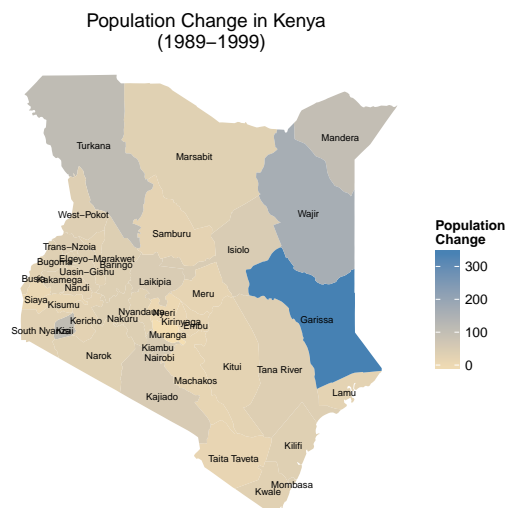 Population Change in Kenya
(1989–1999)
Mandera
Turkana
Marsabit
Wajir
West–Pokot
Samburu
Trans–Nzoia
Isiolo
Elgeyo–Marakwet
Bugoma
Baringo
Uasin–Gishu
Busia
Kakamega
Laikipia
Nandi
Meru
Siaya
Kisumu
Nyandaua
Nyeri
Kericho
Nakuru
Kirinyaga
Embu
Garissa
South Nyanza
Kisii
Muranga
Kiambu
Narok
Nairobi
Kitui
Tana River
Machakos
Lamu
Kajiado
Kilifi
Taita Taveta
Mombasa
Kwale
Population
Change
300
200
100
0